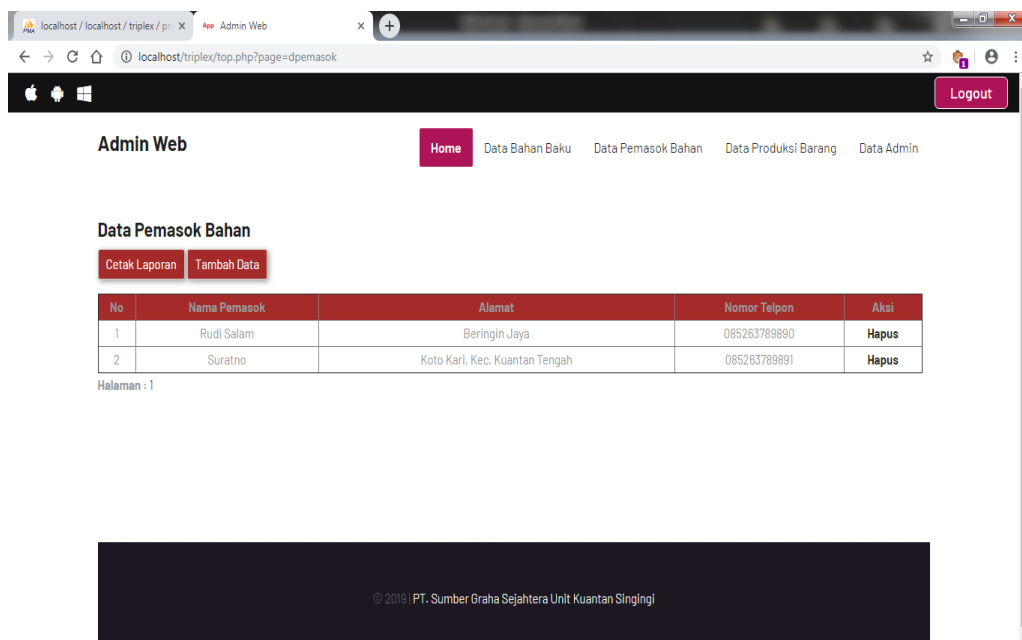 localhost / localhost / triplex / pr App Admin Web
localhost/triplex/top.php?page=dpemasok
1
Logout
Admin Web
Home Data Bahan Baku Data Pemasok Bahan Data Produksi Barang Data Admin
Data Pemasok Bahan
Cetak Laporan Tambah Data
No Nama Pemasok Alamat Nomor Telpon Aksi
1 Rudi Salam Beringin Jaya 085263789890 Hapus
2 Suratno Koto Kari, Kec. Kuantan Tengah 085263789891 Hapus
Halaman : 1
© 2019 | PT. Sumber Graha Sejahtera Unit Kuantan Singingi